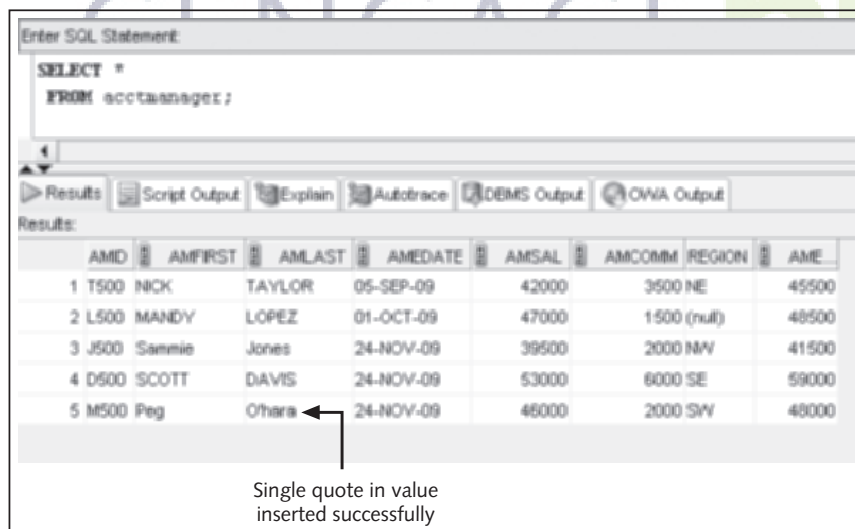 Enter SQL Statement:
SELECT *
FROM acctmanager;
Results Script Output Explain Autotrace DBMS Output OWA Output
Results:
AMID AMFIRST AMLAST AMEDATE AMSAL AMCOMM REGION AME...
1 T500 NICK TAYLOR 05-SEP-09 42000 3500 NE 45500
2 L500 MANDY LOPEZ 01-OCT-09 47000 1500 (null) 48500
3 J500 Sammie Jones 24-NOV-09 39500 2000 NW 41500
4 D500 SCOTT DAVIS 24-NOV-09 53000 6000 SE 59000
5 M500 Peg O'hara 24-NOV-09 46000 2000 SW 48000
Single quote in value
inserted successfully